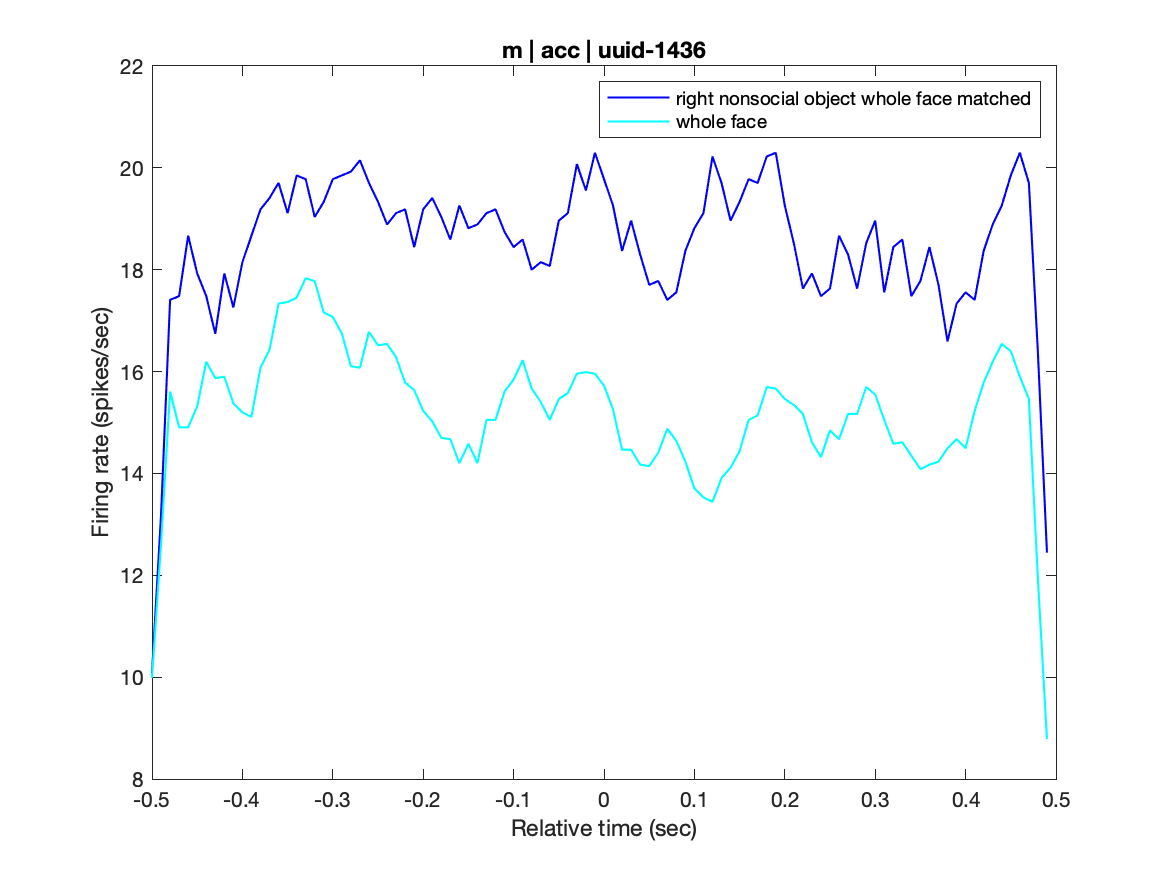 m | acc | uuid-1436
22
20
18
16
14
12
10
8
Firing rate (spikes/sec)
right nonsocial object whole face matched
whole face
-0.5 -0.4 -0.3 -0.2 -0.1 0 0.1 0.2 0.3 0.4 0.5
Relative time (sec)